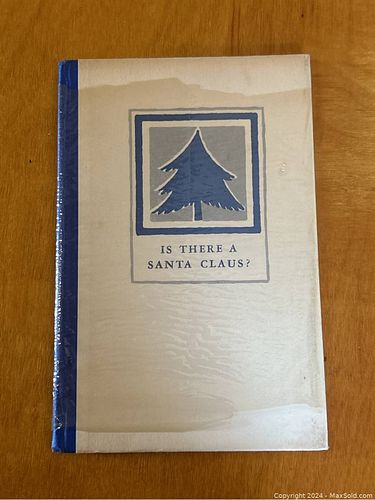 IS THERE A
SANTA CLAUS?
Copyright 2024 - MaxSold.com